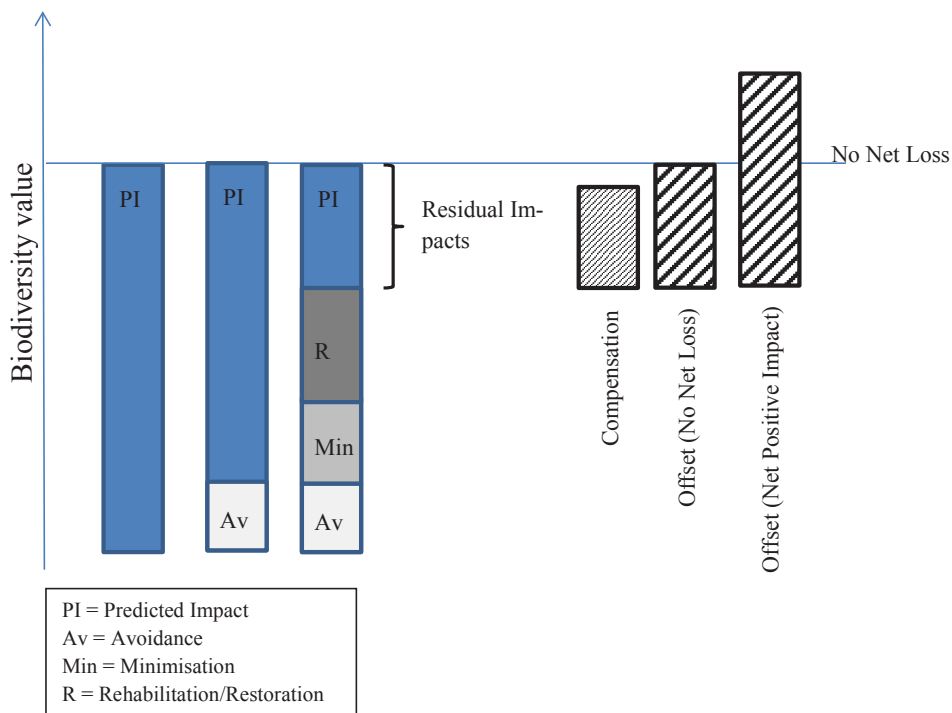 Biodiversity value
No Net Loss
PI
PI
PI
Residual Im-
pacts
R
Min
Av
Av
Compensation
Offset (No Net Loss)
Offset (Net Positive Impact)
PI = Predicted Impact
Av = Avoidance
Min = Minimisation
R = Rehabilitation/Restoration